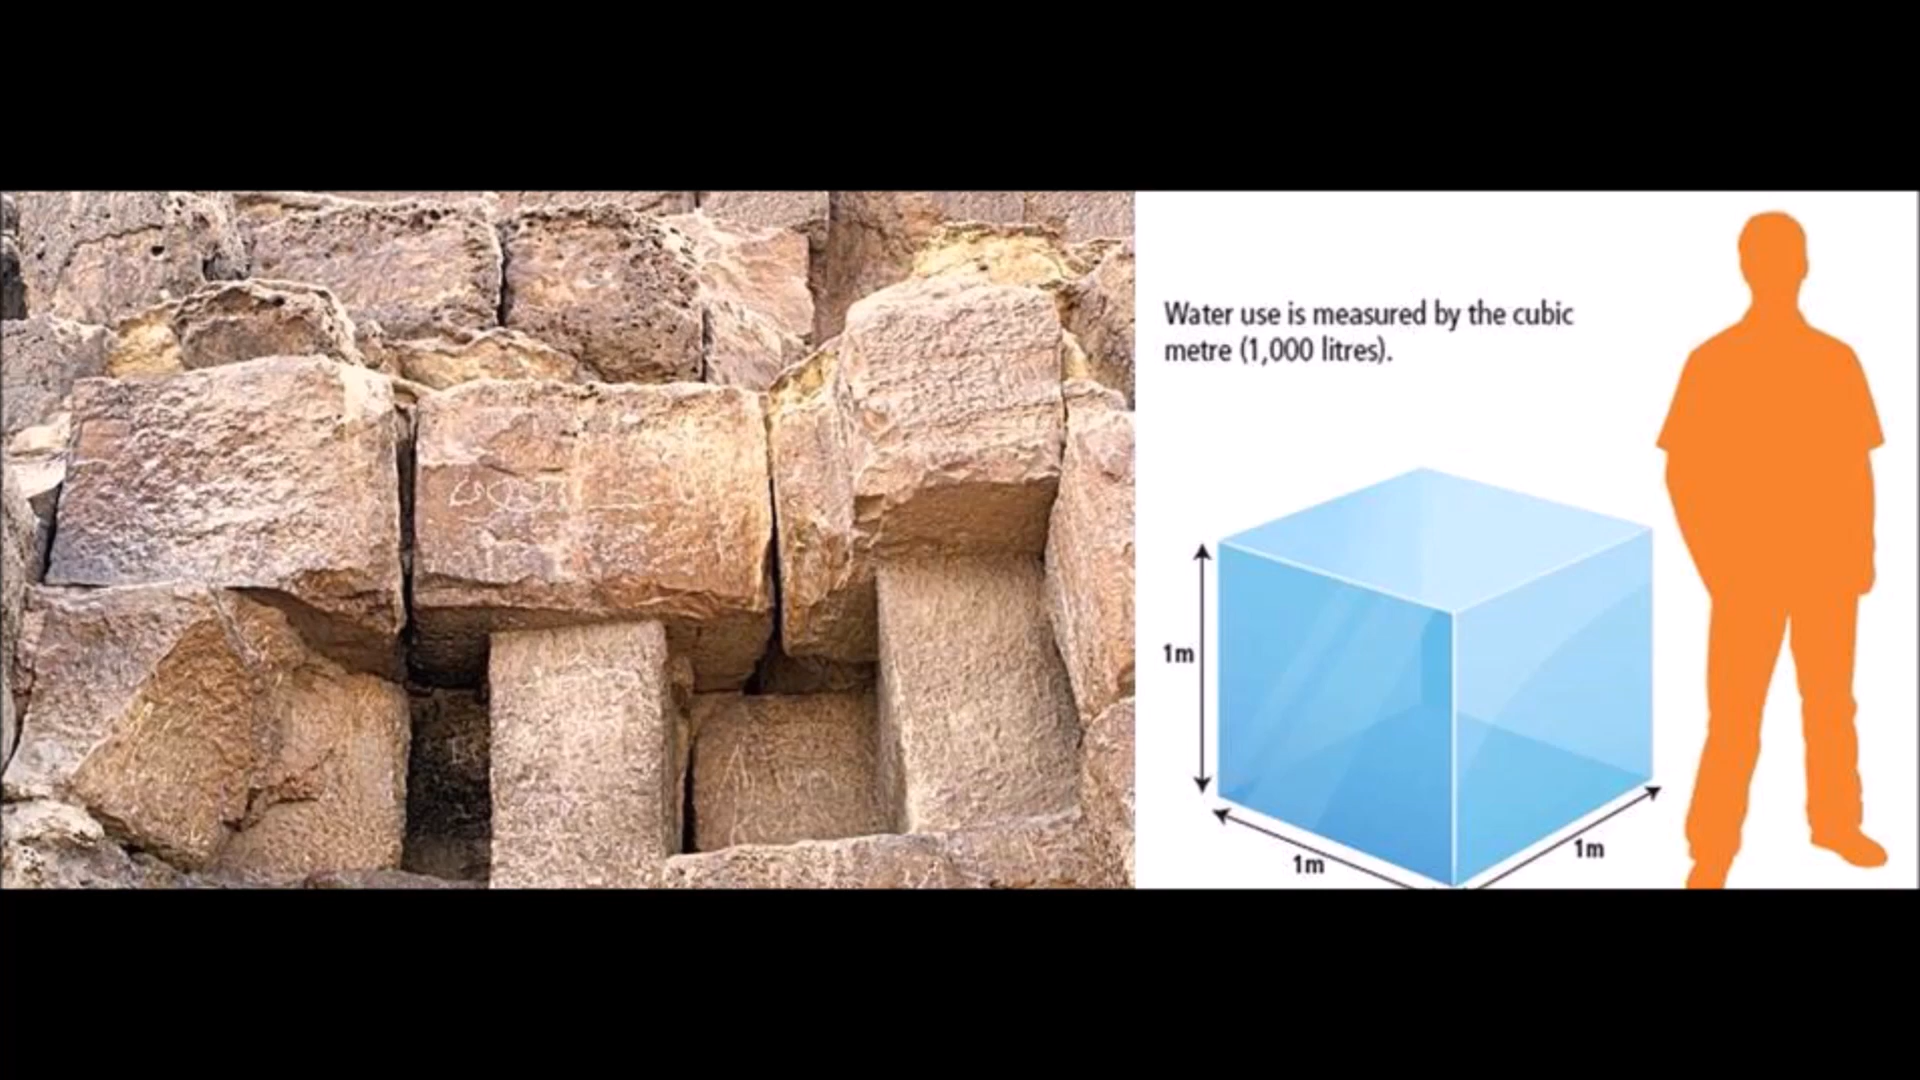 Water use is measured by the cubic
metre (1,000 litres).
1m
1m
1m